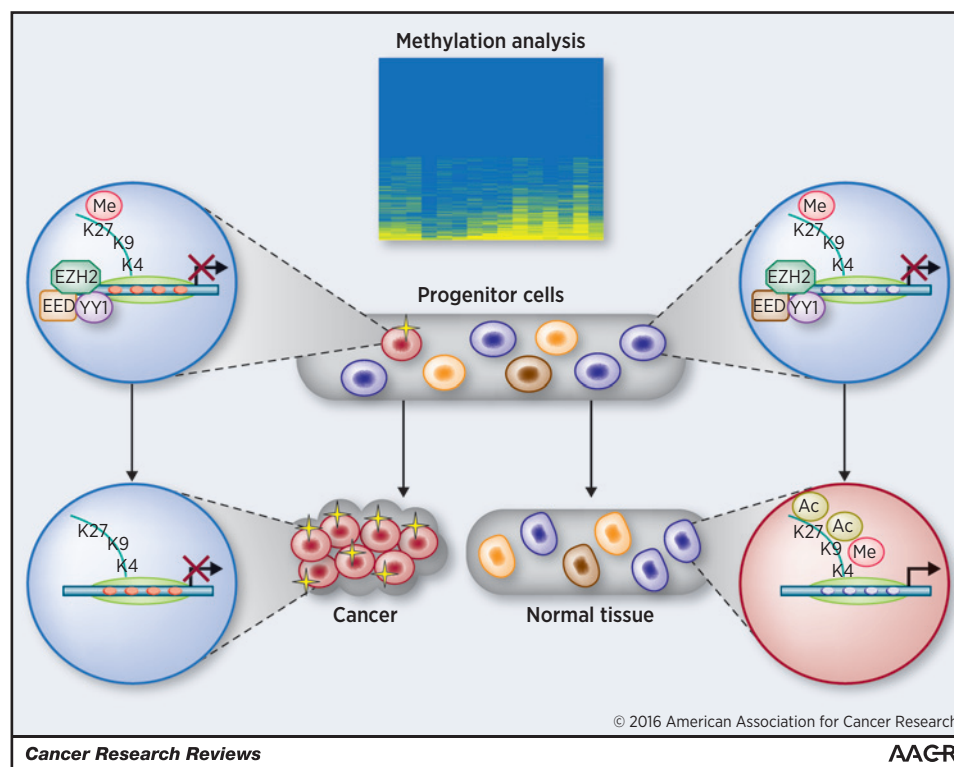 Methylation analysis
Me
K27
K9
K4
EZH2
EED
YY1
Me
K27
K9
K4
EZH2
EED
YY1
Progenitor cells
K27
K9
K4
Cancer
Normal tissue
Ac
Ac
K27
K9
Me
K4
© 2016 American Association for Cancer Research
Cancer Research Reviews
AACR